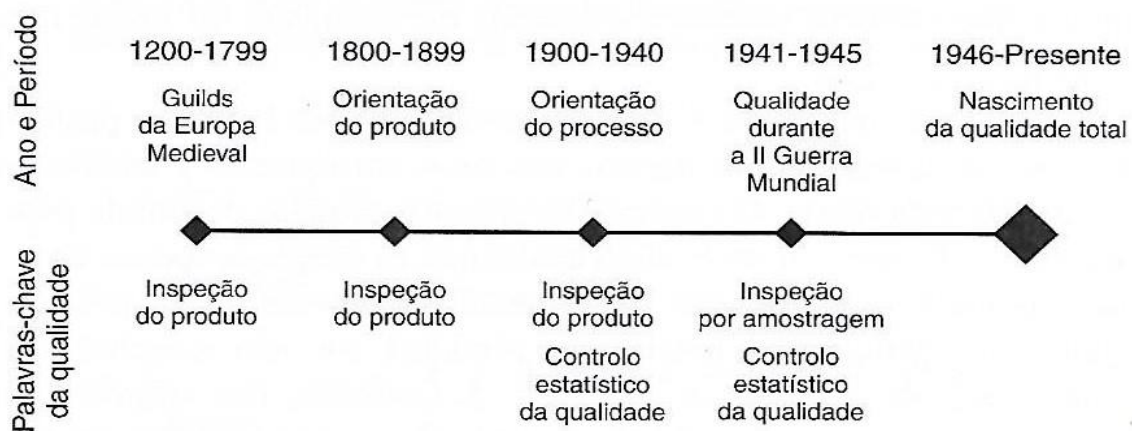 Ano e Período
1200-1799
Guilds
da Europa
Medieval
1800-1899
Orientação
do produto
1900-1940
Orientação
do processo
1941-1945
Qualidade
durante
a II Guerra
Mundial
1946-Presente
Nascimento
da qualidade total
Palavras-chave
da qualidade
Inspeção
do produto
Inspeção
do produto
Inspeção
do produto
Controlo
estatístico
da qualidade
Inspeção
por amostragem
Controlo
estatístico
da qualidade